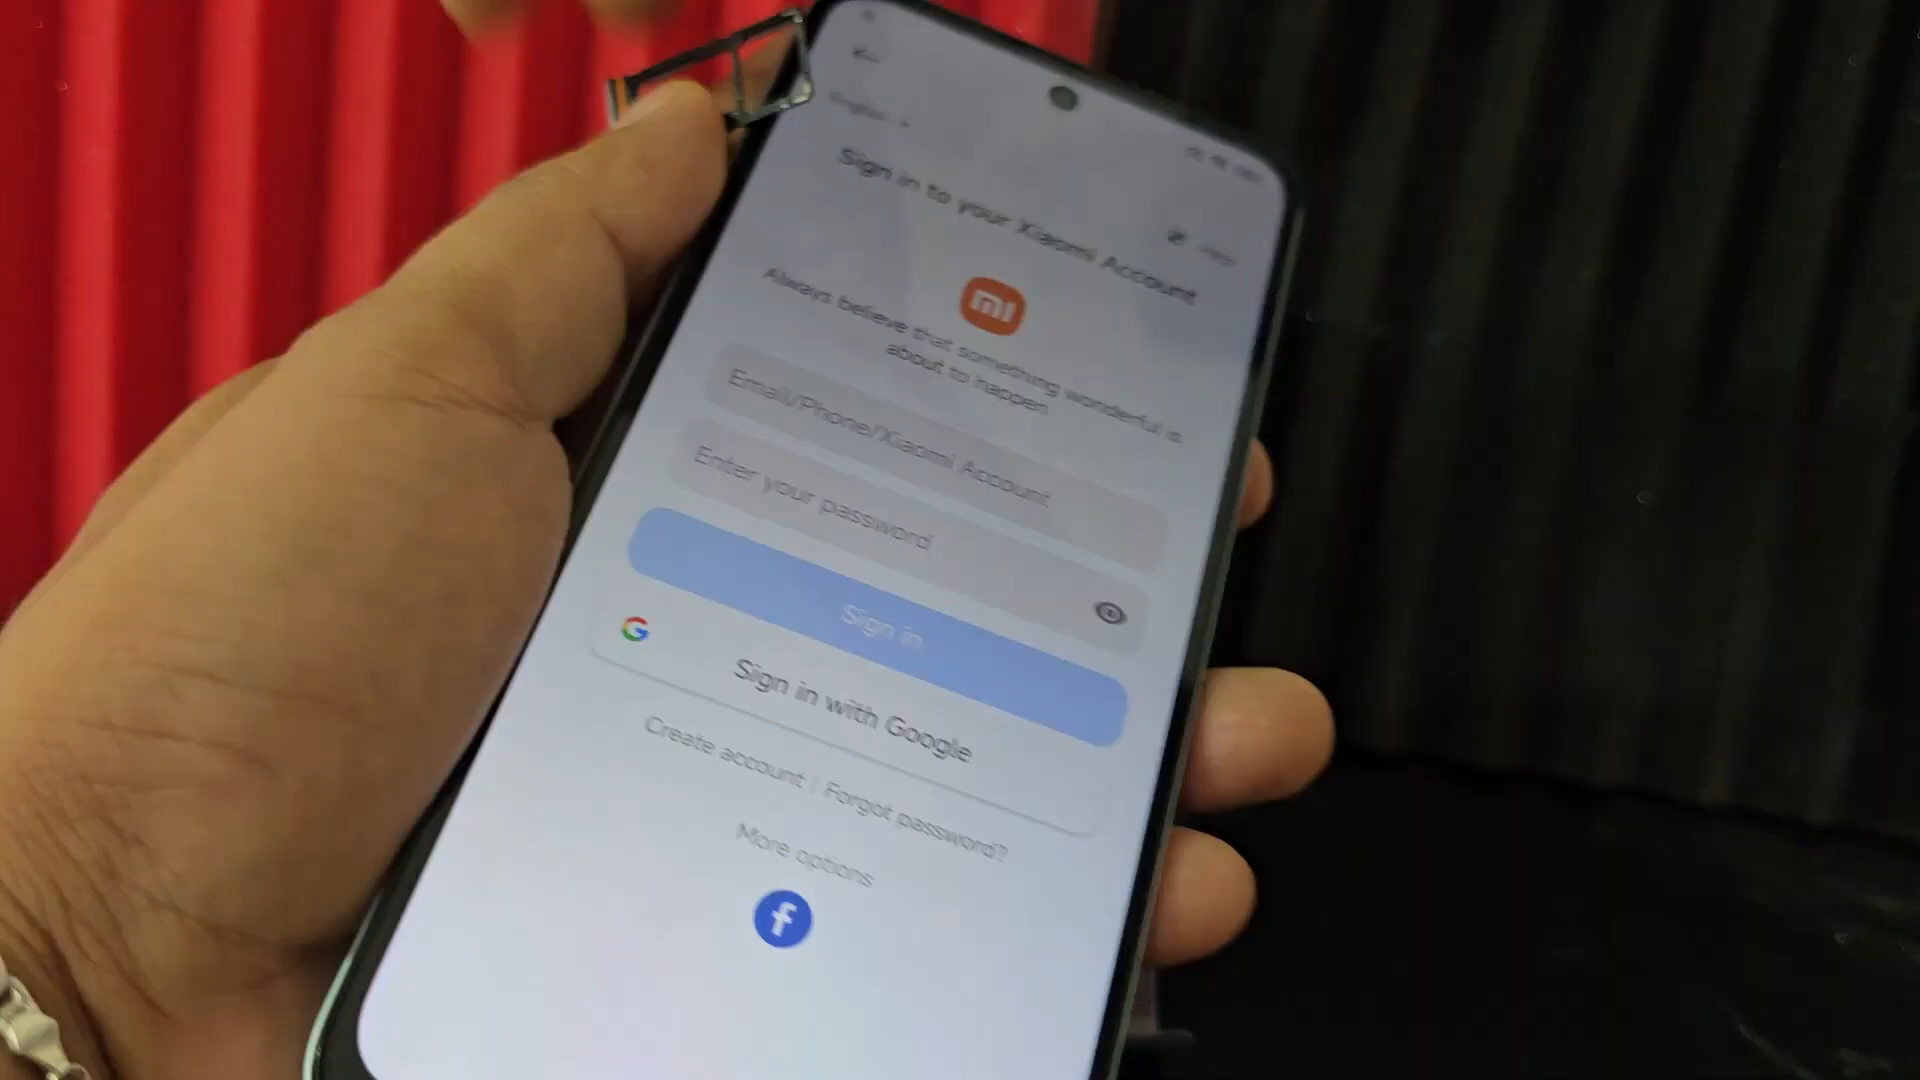 English
Sign in to your Xiaomi Account
mi
Always believe that something wonderful is
about to happen
Email/Phone/Xiaomi Account
Enter your password
Sign in
G
Sign in with Google
Create account | Forgot password?
More options
f